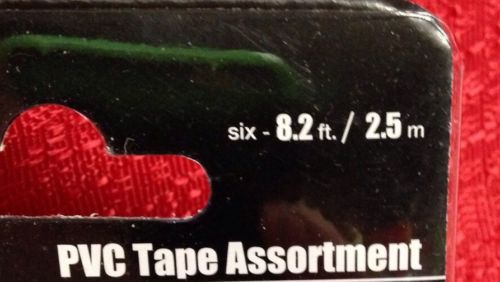 six - 8.2 ft. / 2.5 m
PVC Tape Assortment